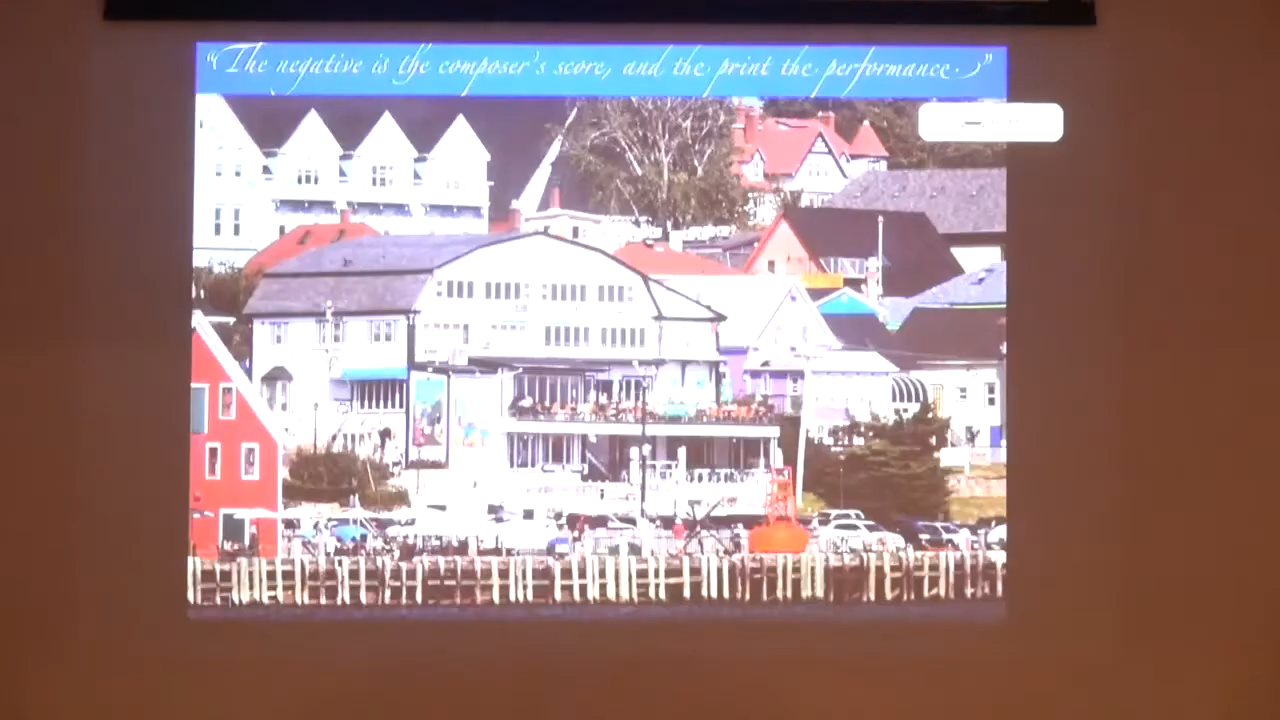 “The negative is the composer's score, and the print the performance.”